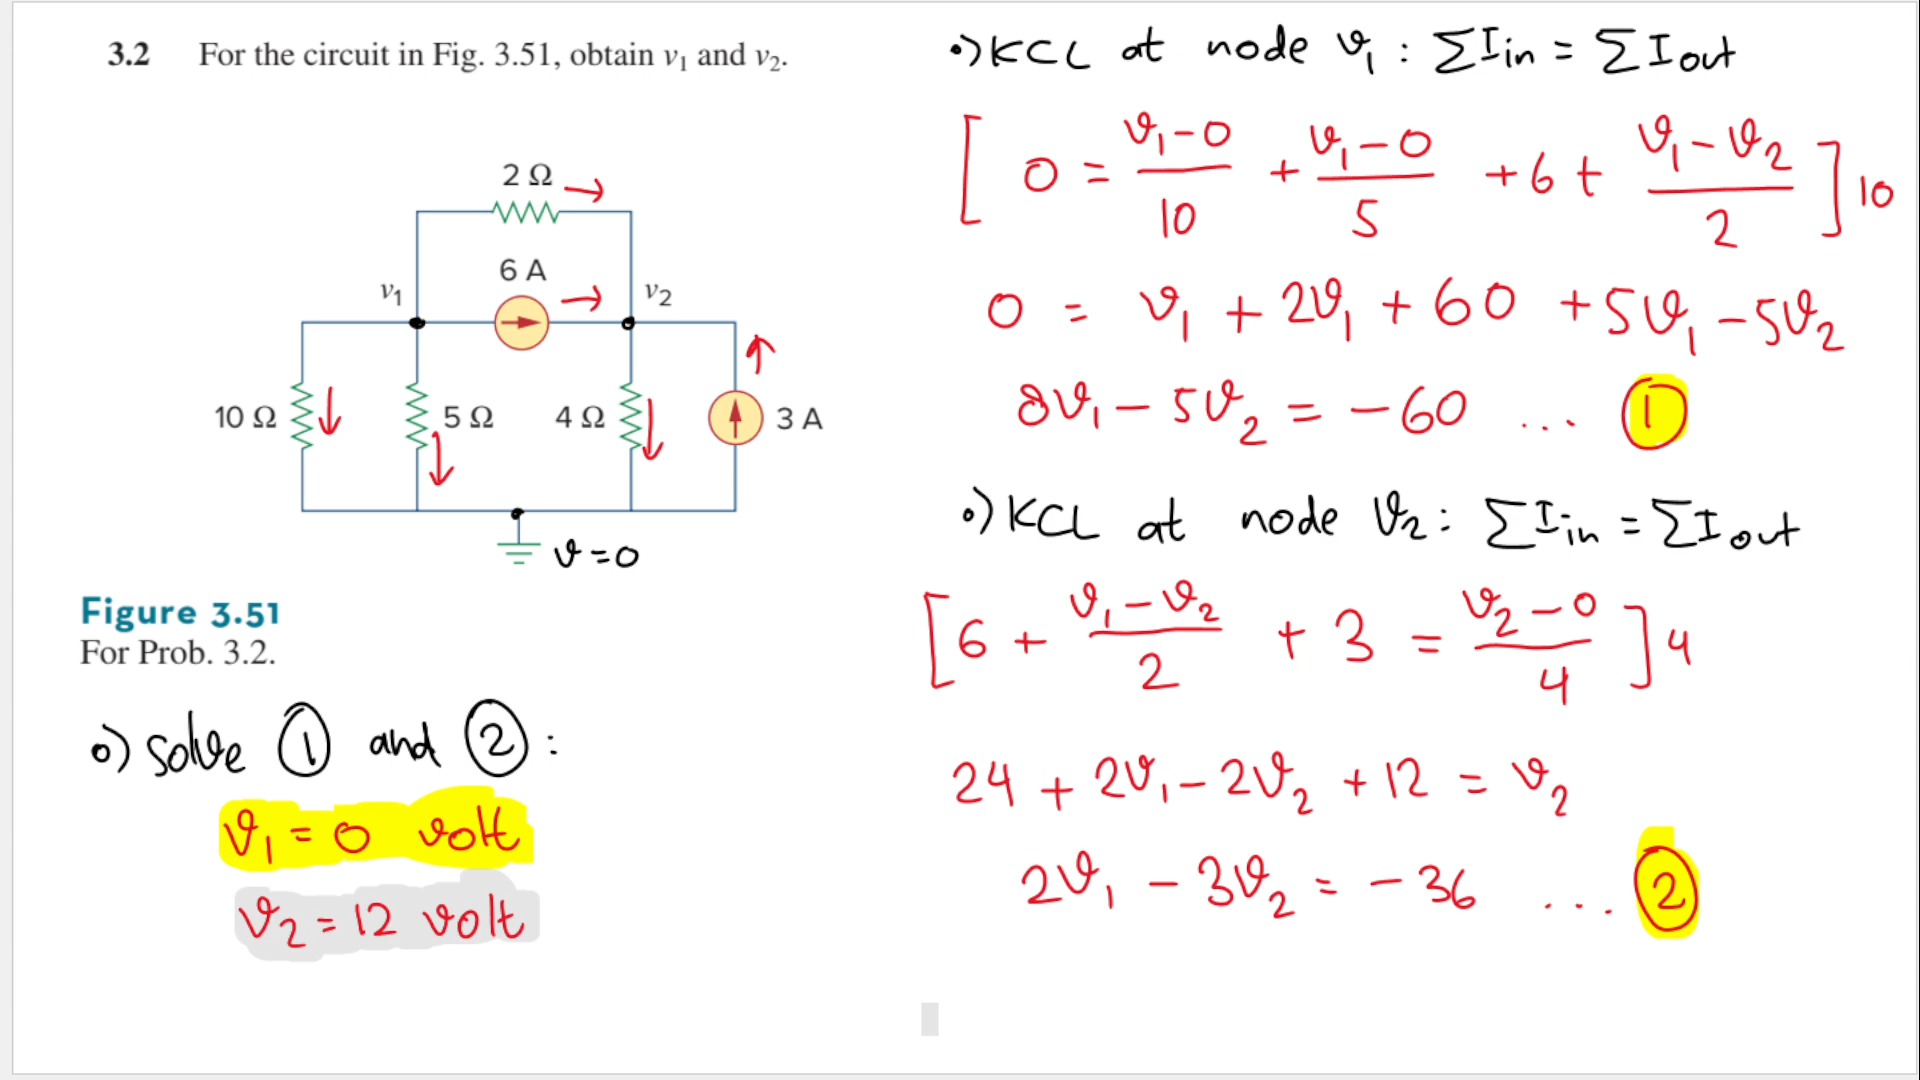 3.2 For the circuit in Fig. 3.51, obtain v₁ and v₂.
2 Ω
6 A
v₁
v₂
10 Ω
5 Ω
4 Ω
3 A
v=0
Figure 3.51
For Prob. 3.2.
o) solve ① and ② :
v₁ = 0 volt
v₂ = 12 volt
o) KCL at node v₁ : ΣIin = ΣIout
[ 0 = (v₁-0)/10 + (v₁-0)/5 +6 + (v₁-v₂)/2 ] 10
0 = v₁ + 2v₁ + 60 + 5v₁ - 5v₂
8v₁ - 5v₂ = -60 ... ①
o) KCL at node v₂ : ΣIin = ΣIout
[ 6 + (v₁-v₂)/2 + 3 = (v₂-0)/4 ] 4
24 + 2v₁ - 2v₂ + 12 = v₂
2v₁ - 3v₂ = -36 ... ②